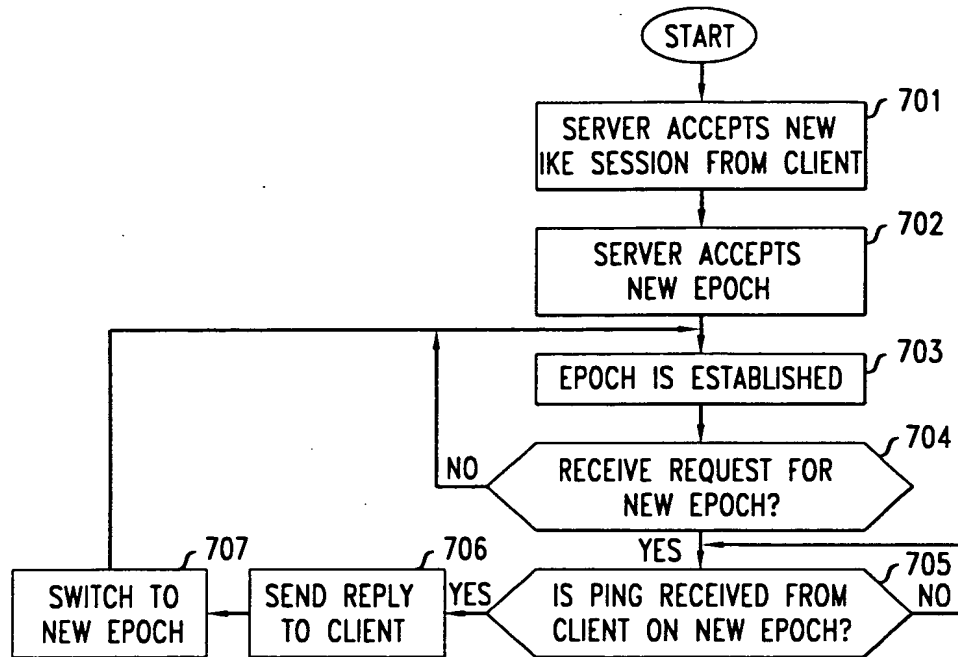 START
701
SERVER ACCEPTS NEW
IKE SESSION FROM CLIENT
702
SERVER ACCEPTS
NEW EPOCH
703
EPOCH IS ESTABLISHED
704
NO
RECEIVE REQUEST FOR
NEW EPOCH?
YES
707
SWITCH TO
NEW EPOCH
706
SEND REPLY
TO CLIENT
YES
705
IS PING RECEIVED FROM
CLIENT ON NEW EPOCH?
NO